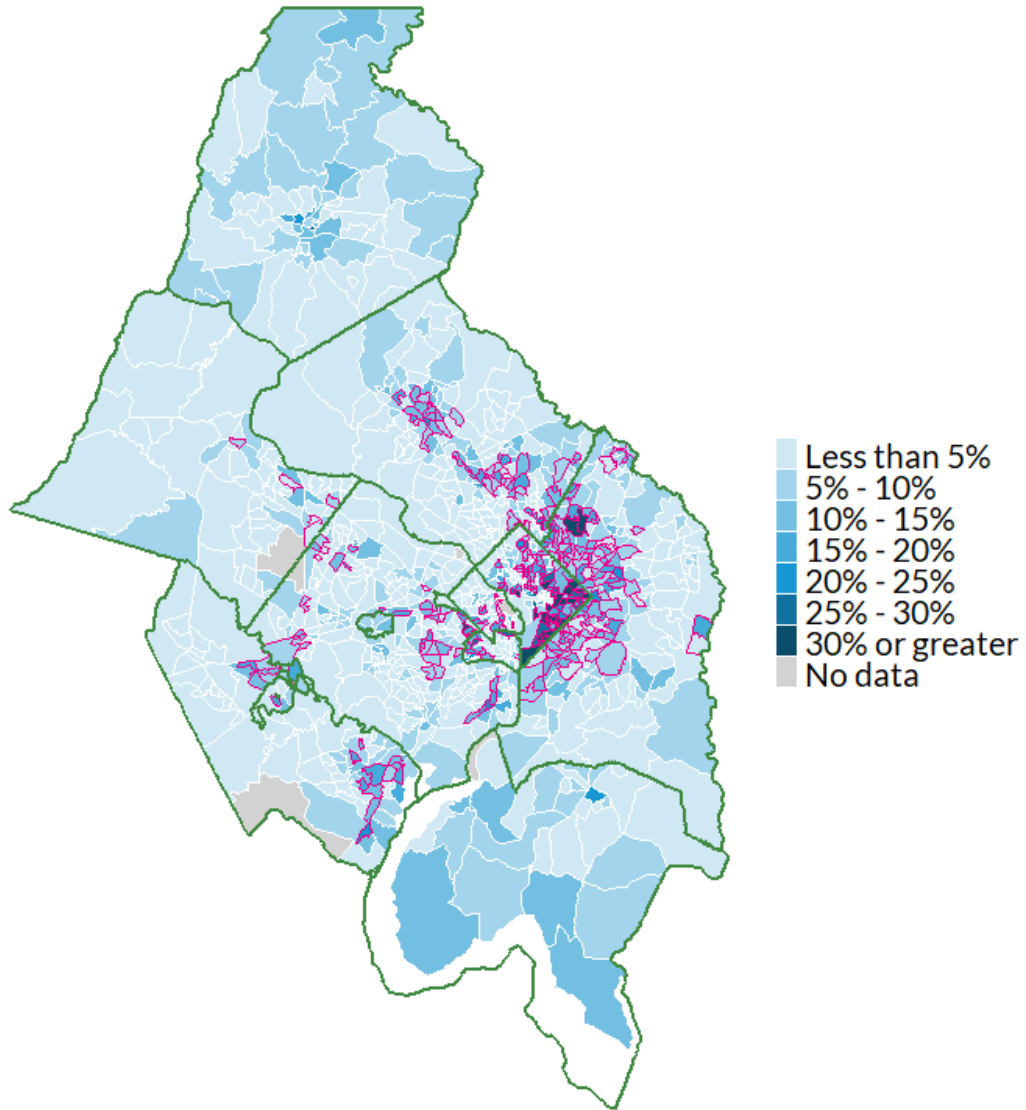 Less than 5%
5% - 10%
10% - 15%
15% - 20%
20% - 25%
25% - 30%
30% or greater
No data